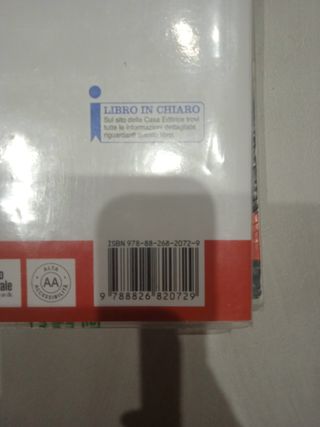 LIBRO IN CHIARO
Sul sito della Casa Editrice trovi
tutte le informazioni dettagliate
riguardanti questo libro.
ISBN 978-88-268-2072-9
9 788826 820729
ALTA
AA
ACCESSIBILITÀ